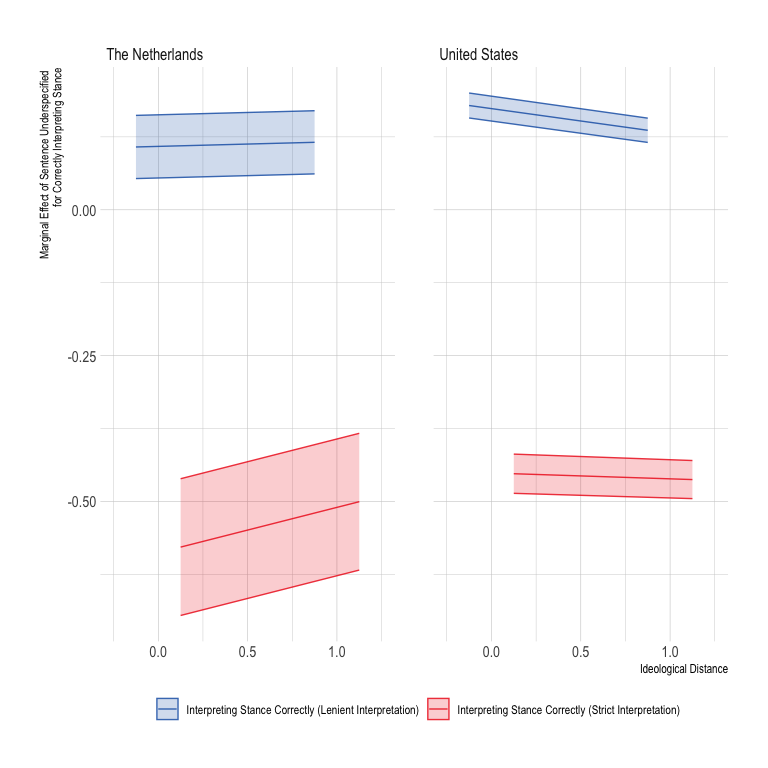 The Netherlands
United States
Marginal Effect of Sentence Underspecified
for Correctly Interpreting Stance
0.00
-0.25
-0.50
0.0 0.5 1.0
0.0 0.5 1.0
Ideological Distance
Interpreting Stance Correctly (Lenient Interpretation)
Interpreting Stance Correctly (Strict Interpretation)